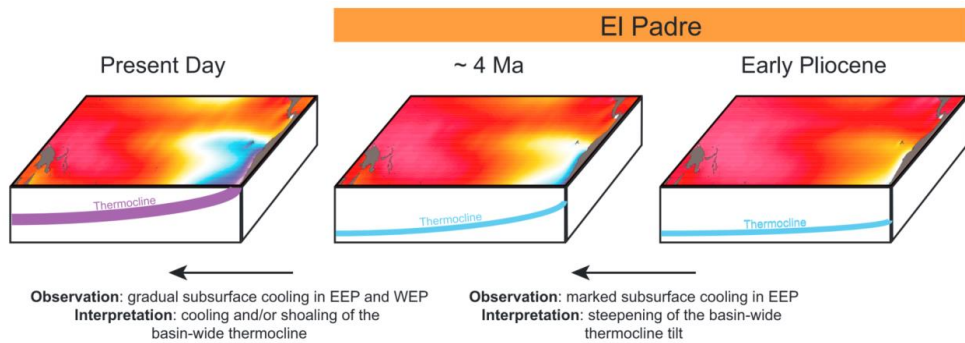 El Padre
Present Day
~ 4 Ma
Early Pliocene
Thermocline
Thermocline
Thermocline
Observation: gradual subsurface cooling in EEP and WEP
Interpretation: cooling and/or shoaling of the
basin-wide thermocline
Observation: marked subsurface cooling in EEP
Interpretation: steepening of the basin-wide
thermocline tilt